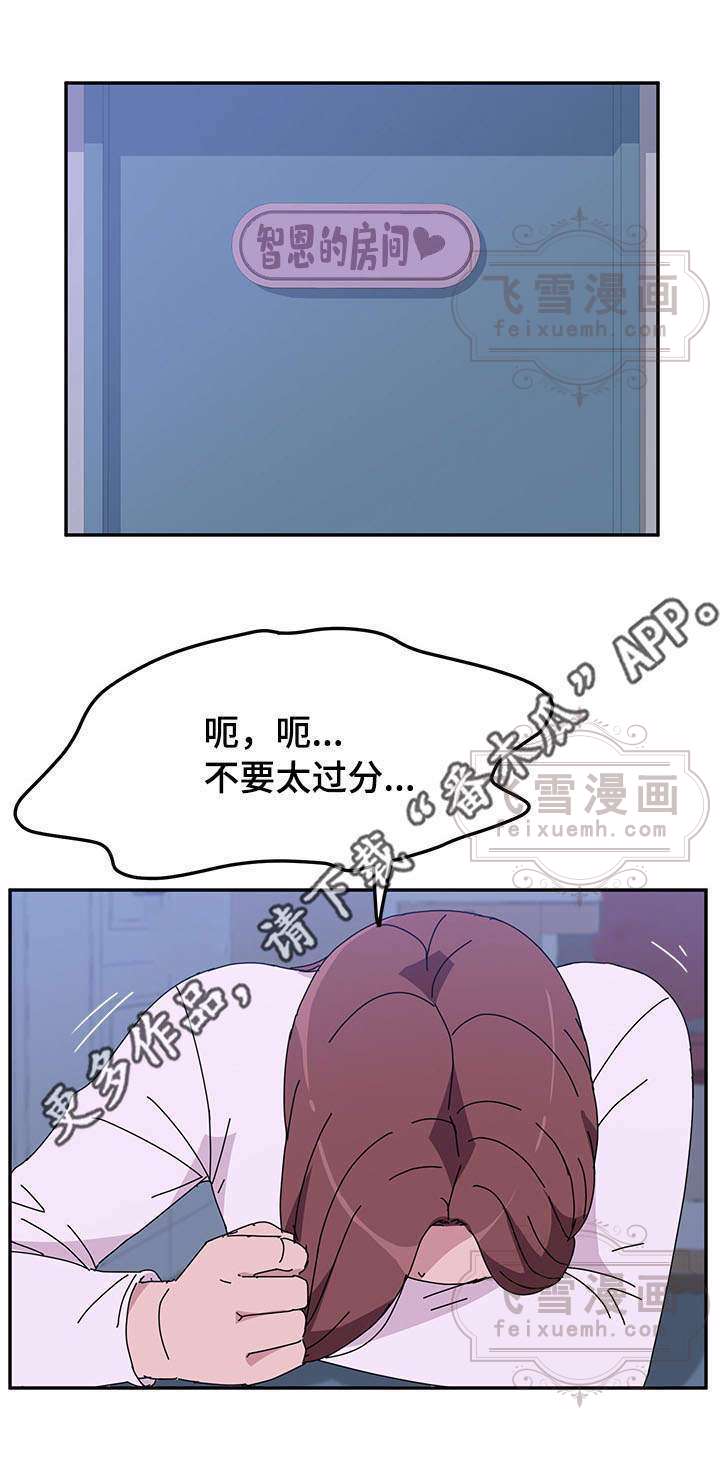 智恩的房间♥
飞雪漫画
feixuemh.com
呃，呃...
不要太过分...
飞雪漫画
feixuemh.com
更多作品，请下载“番木瓜”APP。
飞雪漫画
feixuemh.com